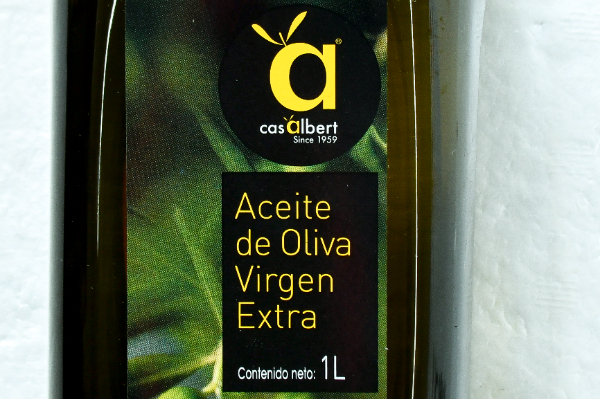 a®
casalbert
Since 1959
Aceite
de Oliva
Virgen
Extra
Contenido neto: 1L